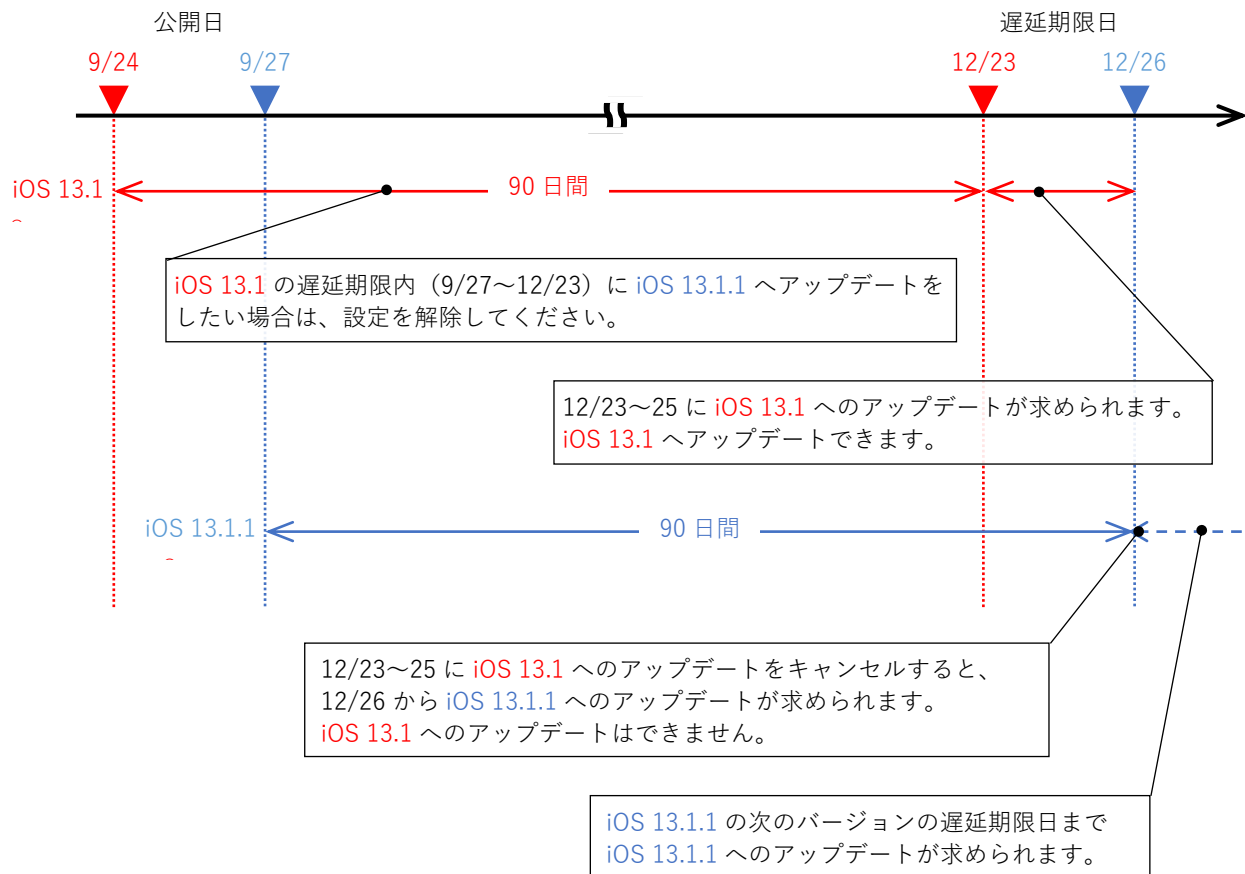 公開日 遅延期限日
9/24 9/27 12/23 12/26
iOS 13.1 90 日間
iOS 13.1 の遅延期限内（9/27～12/23）に iOS 13.1.1 へアップデートを
したい場合は、設定を解除してください。
12/23～25 に iOS 13.1 へのアップデートが求められます。
iOS 13.1 へアップデートできます。
iOS 13.1.1 90 日間
12/23～25 に iOS 13.1 へのアップデートをキャンセルすると、
12/26 から iOS 13.1.1 へのアップデートが求められます。
iOS 13.1 へのアップデートはできません。
iOS 13.1.1 の次のバージョンの遅延期限日まで
iOS 13.1.1 へのアップデートが求められます。